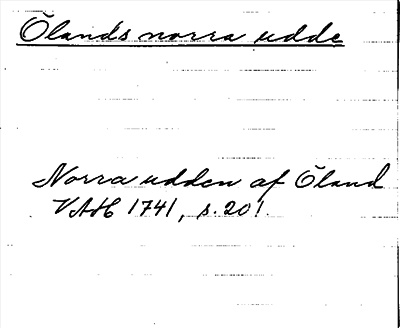 Ölands norra udde
Norra udden af Öland
VAH 1741, s. 201.